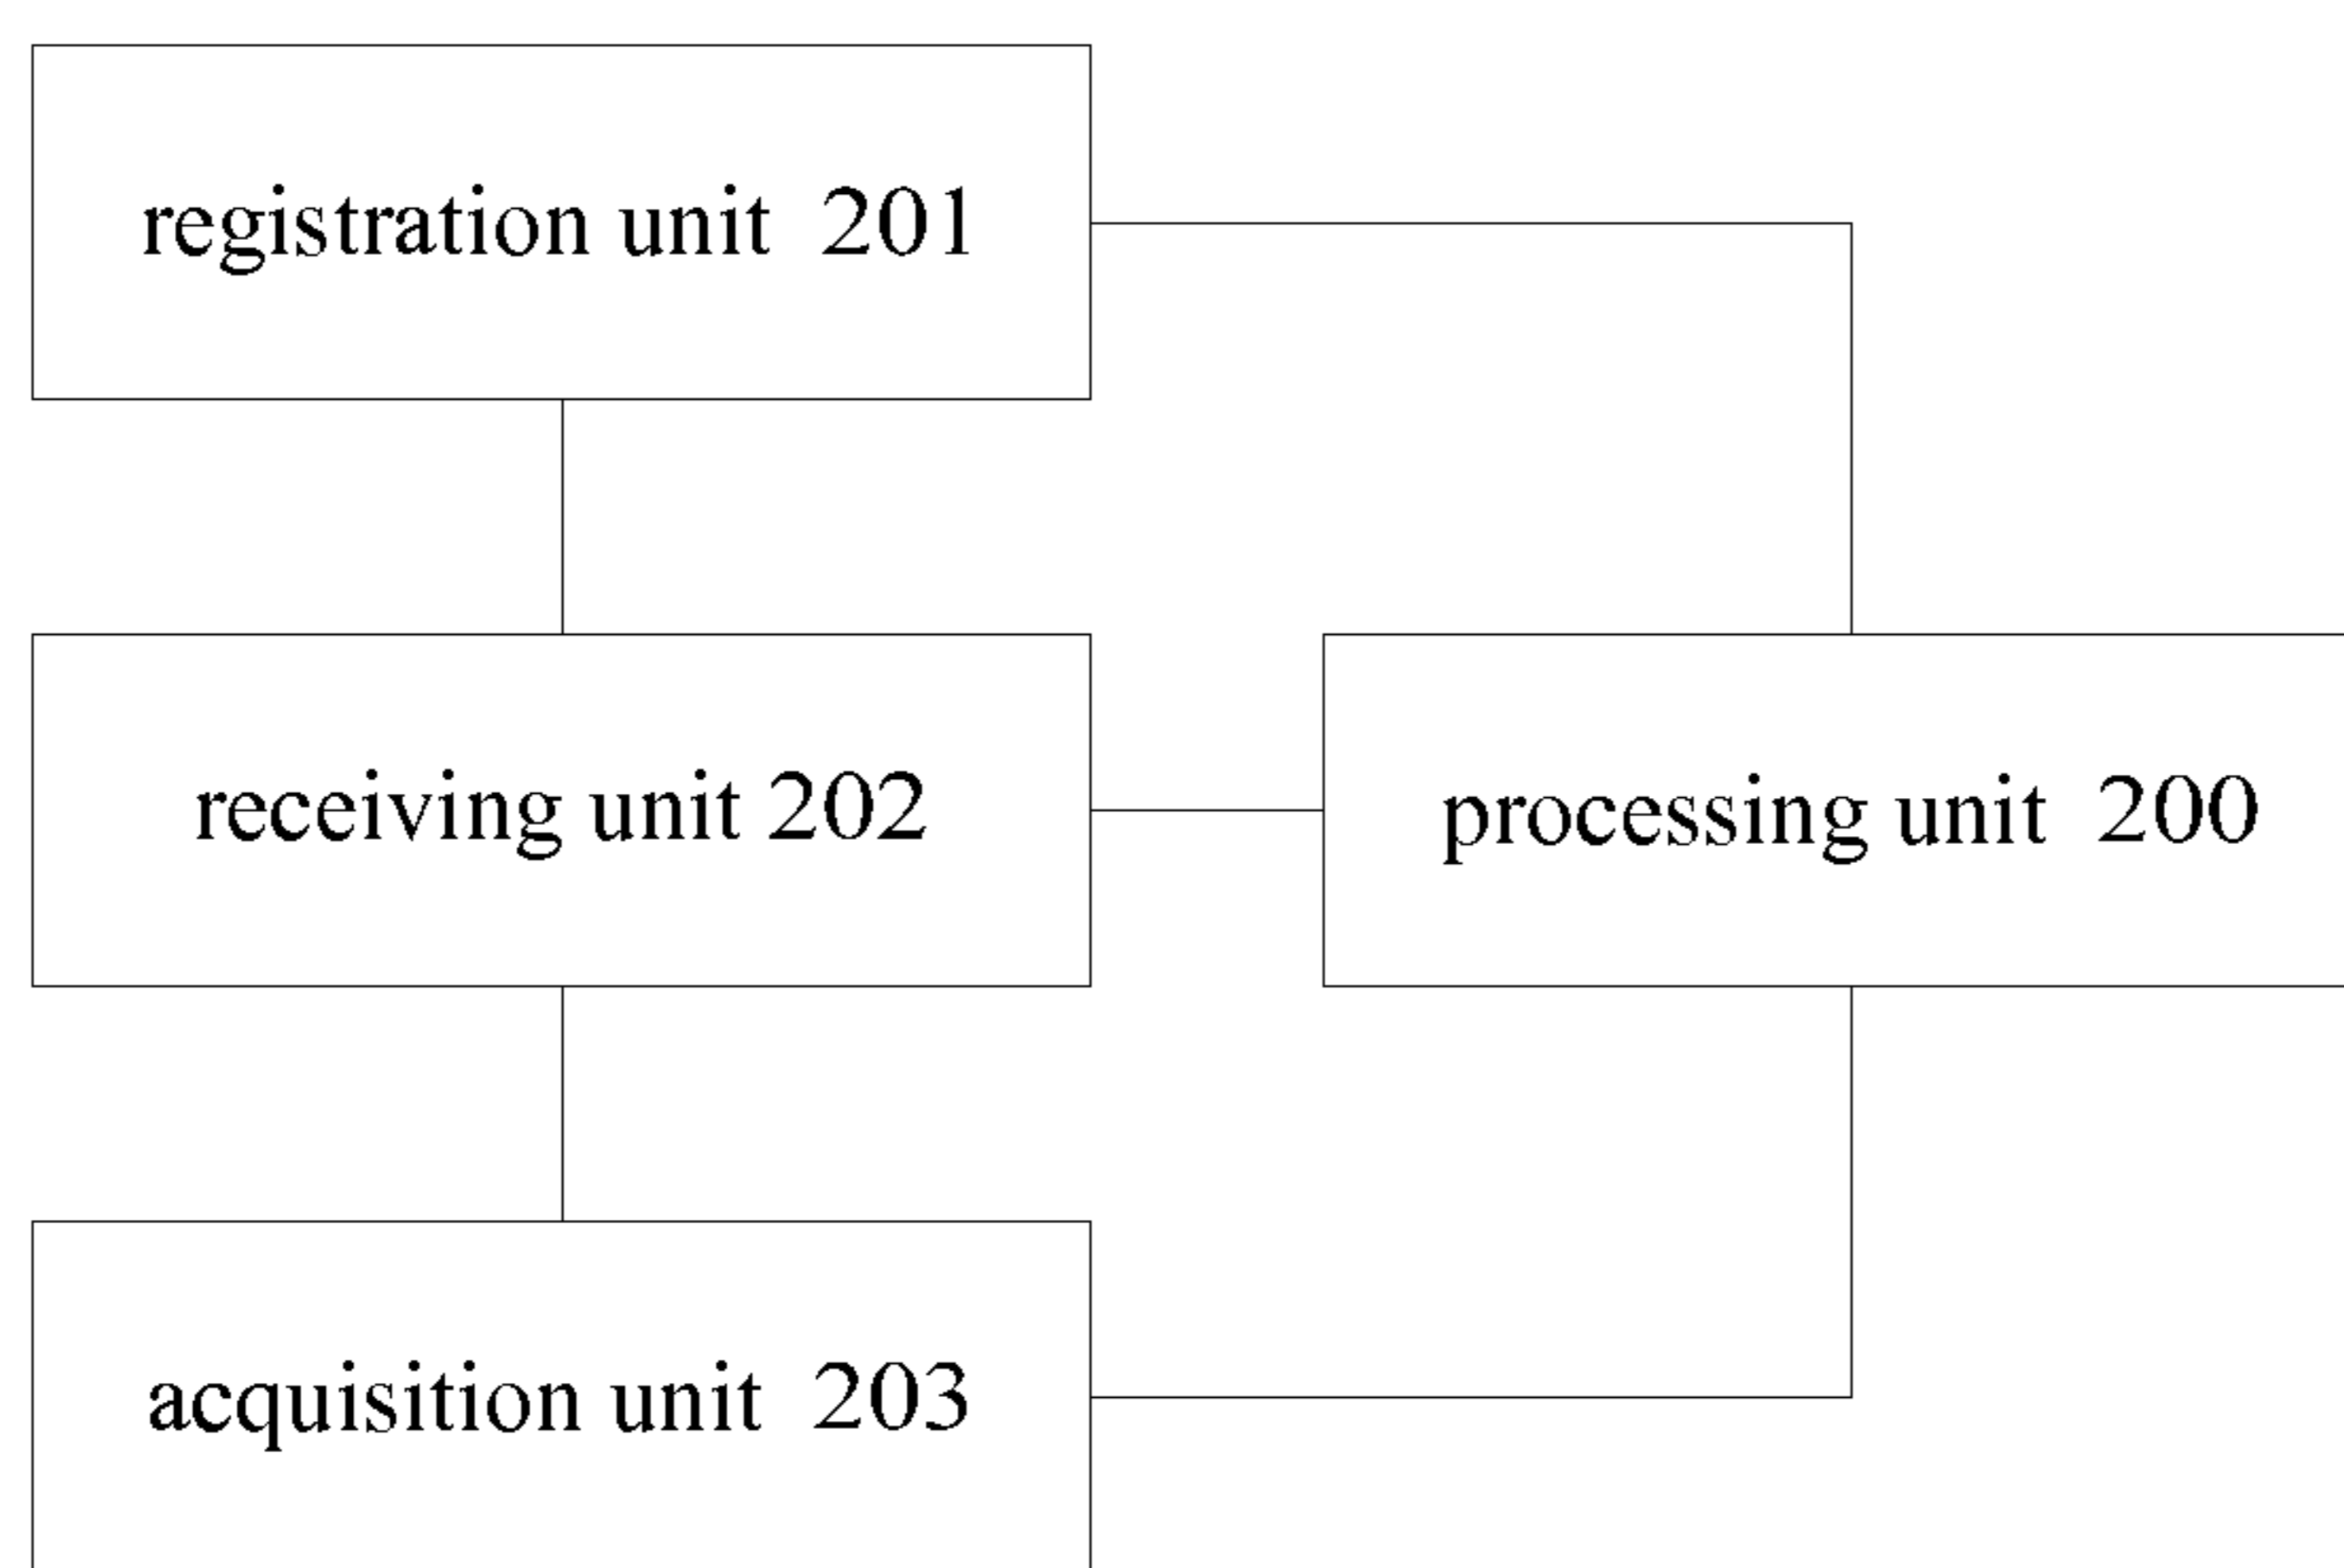 registration unit 201
receiving unit 202
processing unit 200
acquisition unit 203